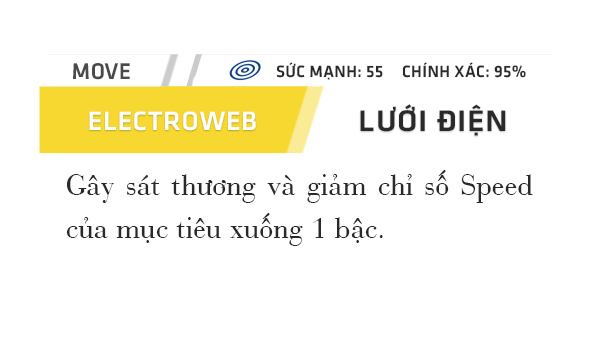 MOVE SỨC MẠNH: 55 CHÍNH XÁC: 95%
ELECTROWEB LƯỚI ĐIỆN
Gây sát thương và giảm chỉ số Speed
của mục tiêu xuống 1 bậc.